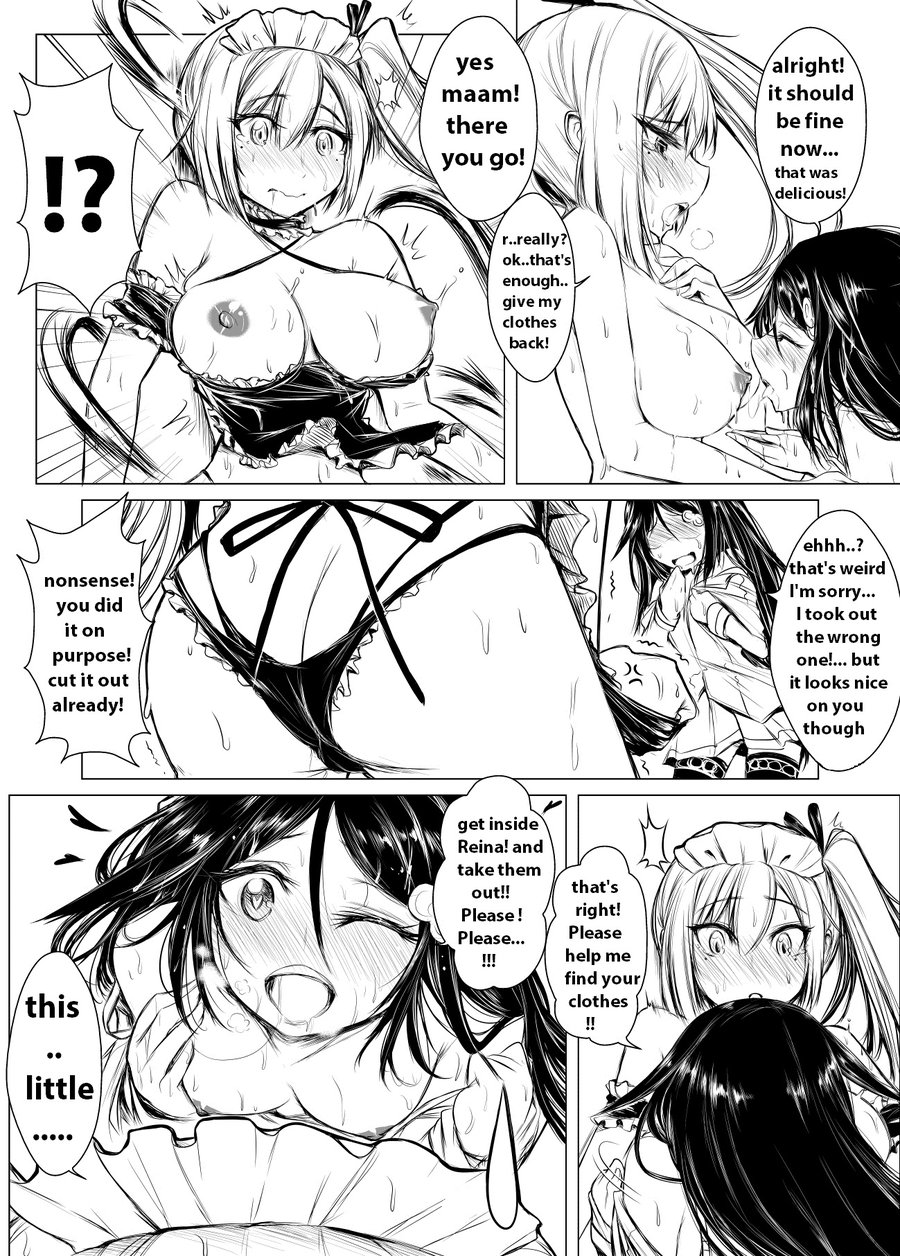 alright!
it should
be fine
now...
that was
delicious!
r..really?
ok..that's
enough..
give my
clothes
back!
yes
maam!
there
you go!
!?
ehhh..?
that's weird
I'm sorry...
I took out
the wrong
one!... but
it looks nice
on you
though
nonsense!
you did
it on
purpose!
cut it out
already!
that's
right!
Please
help me
find your
clothes
!!
get inside
Reina! and
take them
out!!
Please!
Please...
!!!
this
..
little
.....